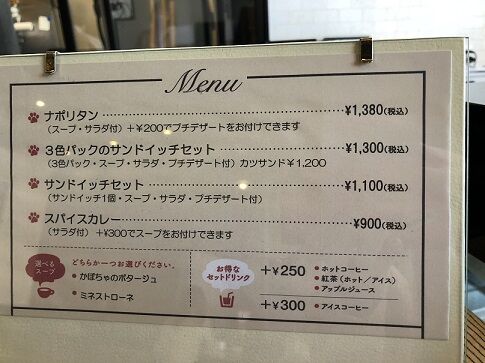 Menu
ナポリタン ¥1,380(税込)
(スープ・サラダ付)+¥200でプチデザートをお付けできます
3色パックのサンドイッチセット ¥1,300(税込)
(3色パック・スープ・サラダ・プチデザート付)カツサンド¥1,200
サンドイッチセット ¥1,100(税込)
(サンドイッチ1個・スープ・サラダ・プチデザート付)
スパイスカレー ¥900(税込)
(サラダ付)+¥300でスープをお付けできます
選べるスープ
どちらか一つお選びください。
・かぼちゃのポタージュ
・ミネストローネ
お得なセットドリンク
+¥250
・ホットコーヒー
・紅茶(ホット/アイス)
・アップルジュース
+¥300 ・アイスコーヒー